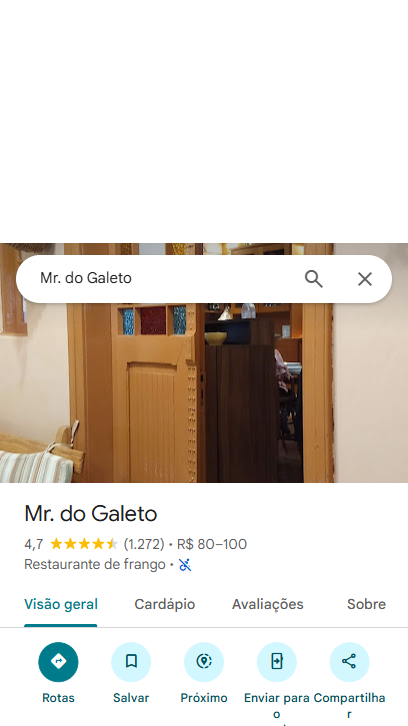 Mr. do Galeto
Mr. do Galeto
4,7 (1.272) • R$ 80–100
Restaurante de frango •
Visão geral Cardápio Avaliações Sobre
Rotas Salvar Próximo Enviar para o Compartilhar